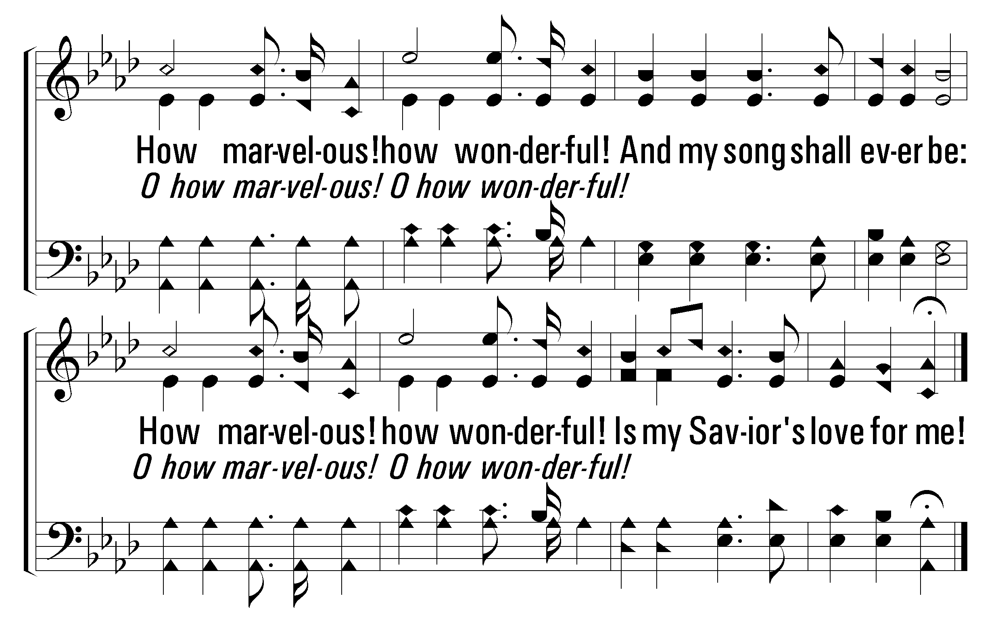 How mar-vel-ous! how won-der-ful! And my song shall ev-er be:
O how mar-vel-ous! O how won-der-ful!
How mar-vel-ous! how won-der-ful! Is my Sav-ior's love for me!
O how mar-vel-ous! O how won-der-ful!